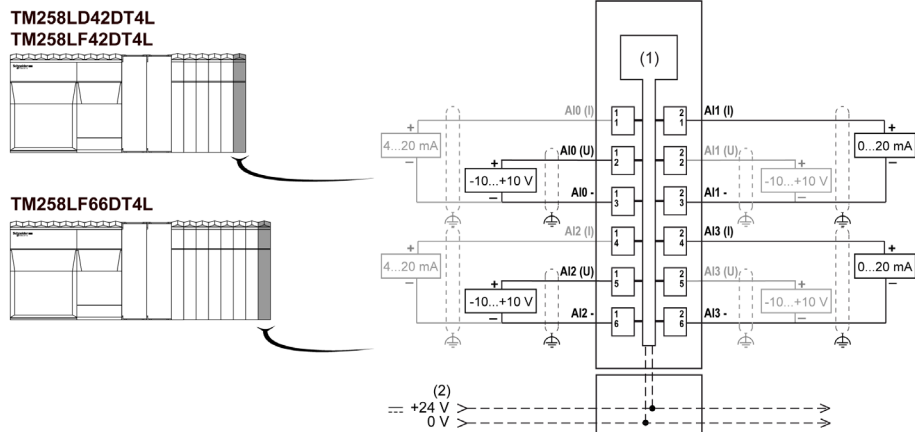 TM258LD42DT4L
TM258LF42DT4L
TM258LF66DT4L
(1)
AI0 (I)
1
1
2
1
AI1 (I)
+
4...20 mA
−
+
0...20 mA
−
AI0 (U)
1
2
2
2
AI1 (U)
+
-10...+10 V
−
+
-10...+10 V
−
AI0 -
1
3
2
3
AI1 -
AI2 (I)
1
4
2
4
AI3 (I)
+
4...20 mA
−
+
0...20 mA
−
AI2 (U)
1
5
2
5
AI3 (U)
+
-10...+10 V
−
+
-10...+10 V
−
AI2 -
1
6
2
6
AI3 -
(2)
+24 V
0 V